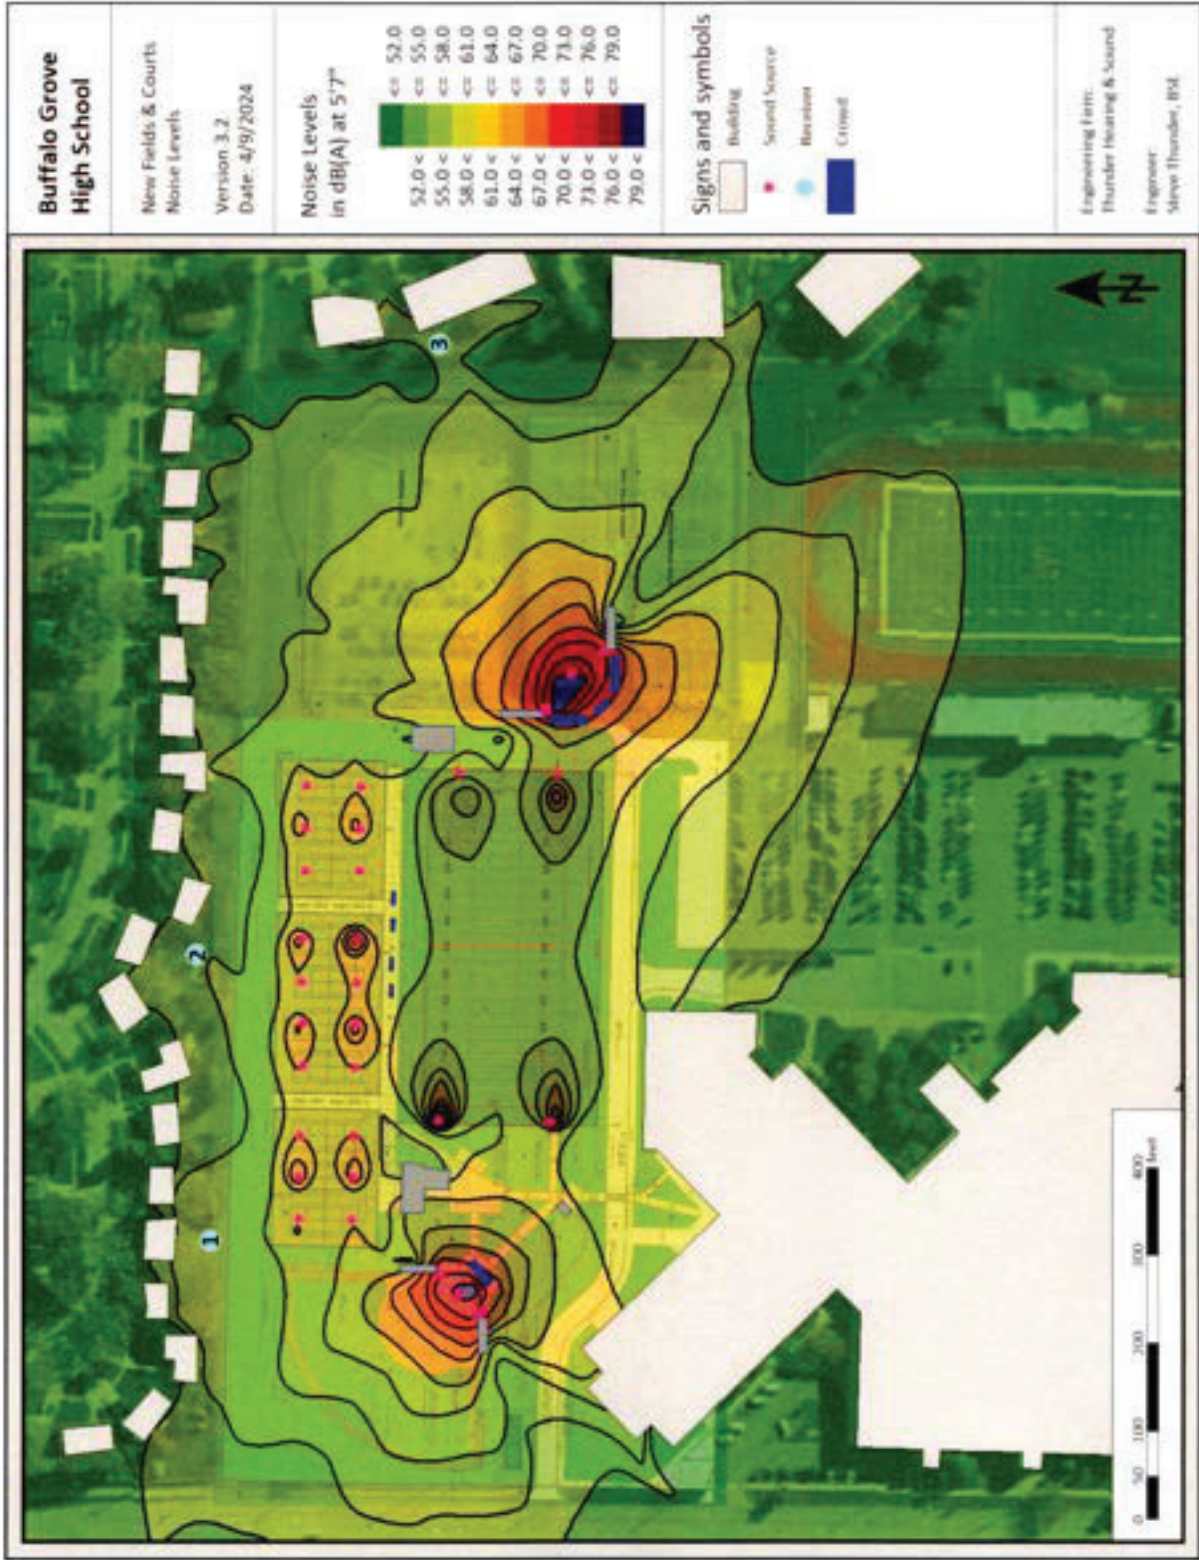 Buffalo Grove
High School
New Fields & Courts
Noise Levels
Version 3.2
Date: 4/9/2024
Noise Levels
in dB(A) at 5'7"
<= 52.0
52.0 < <= 55.0
55.0 < <= 58.0
58.0 < <= 61.0
61.0 < <= 64.0
64.0 < <= 67.0
67.0 < <= 70.0
70.0 < <= 73.0
73.0 < <= 76.0
76.0 < <= 79.0
79.0 <
Signs and symbols
Building
Sound Source
Receiver
Crowd
Engineering Firm:
Thunder Hearing & Sound
Engineer:
Steve Thunder, BSE
1
2
3
N
0 50 100 200 300 400
feet